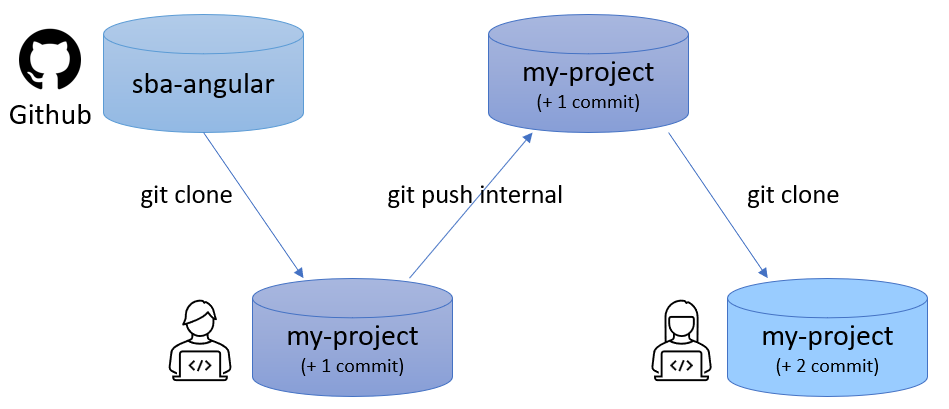 Github
sba-angular
my-project
(+ 1 commit)
git clone
git push internal
git clone
my-project
(+ 1 commit)
</>
my-project
(+ 2 commit)
</>